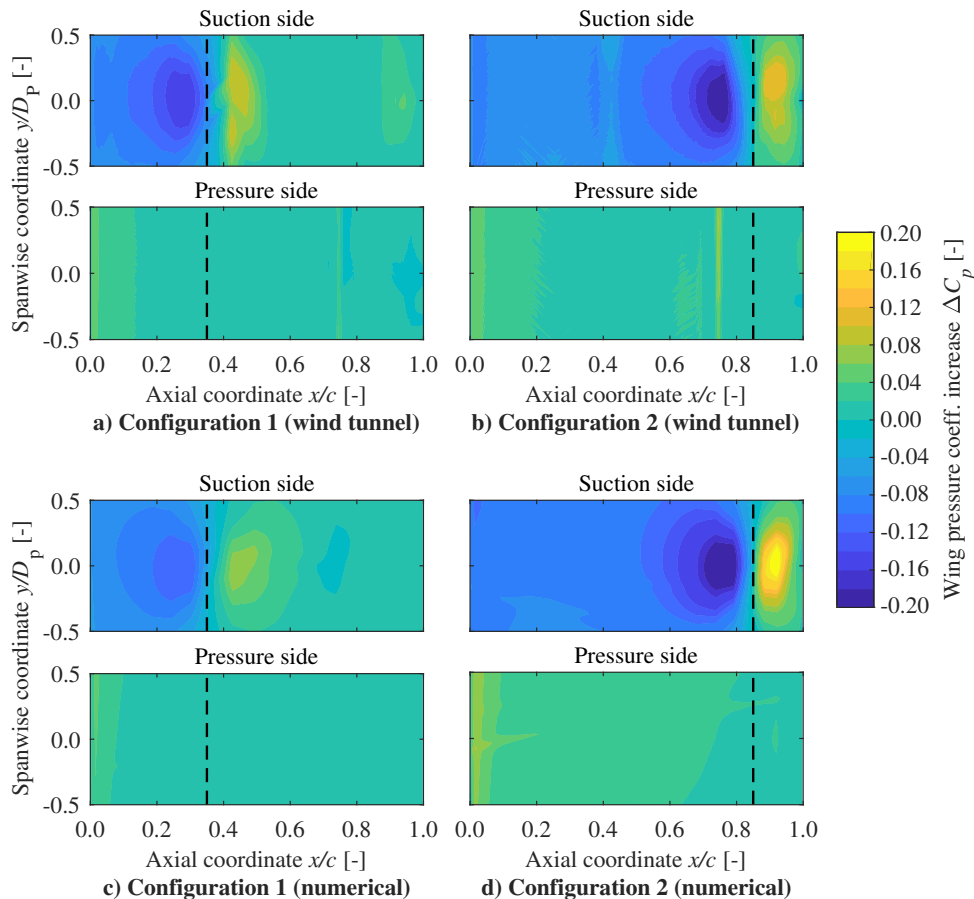 Suction side
Suction side
0.5
0.0
-0.5
Pressure side
Pressure side
0.5
0.0
-0.5
Spanwise coordinate y/D_P [-]
0.0 0.2 0.4 0.6 0.8 1.0
0.0 0.2 0.4 0.6 0.8 1.0
Axial coordinate x/c [-]
Axial coordinate x/c [-]
a) Configuration 1 (wind tunnel)
b) Configuration 2 (wind tunnel)
0.20
0.16
0.12
0.08
0.04
0.00
-0.04
-0.08
-0.12
-0.16
-0.20
Wing pressure coeff. increase ΔC_p [-]
Suction side
Suction side
0.5
0.0
-0.5
Pressure side
Pressure side
0.5
0.0
-0.5
Spanwise coordinate y/D_p [-]
0.0 0.2 0.4 0.6 0.8 1.0
0.0 0.2 0.4 0.6 0.8 1.0
Axial coordinate x/c [-]
Axial coordinate x/c [-]
c) Configuration 1 (numerical)
d) Configuration 2 (numerical)